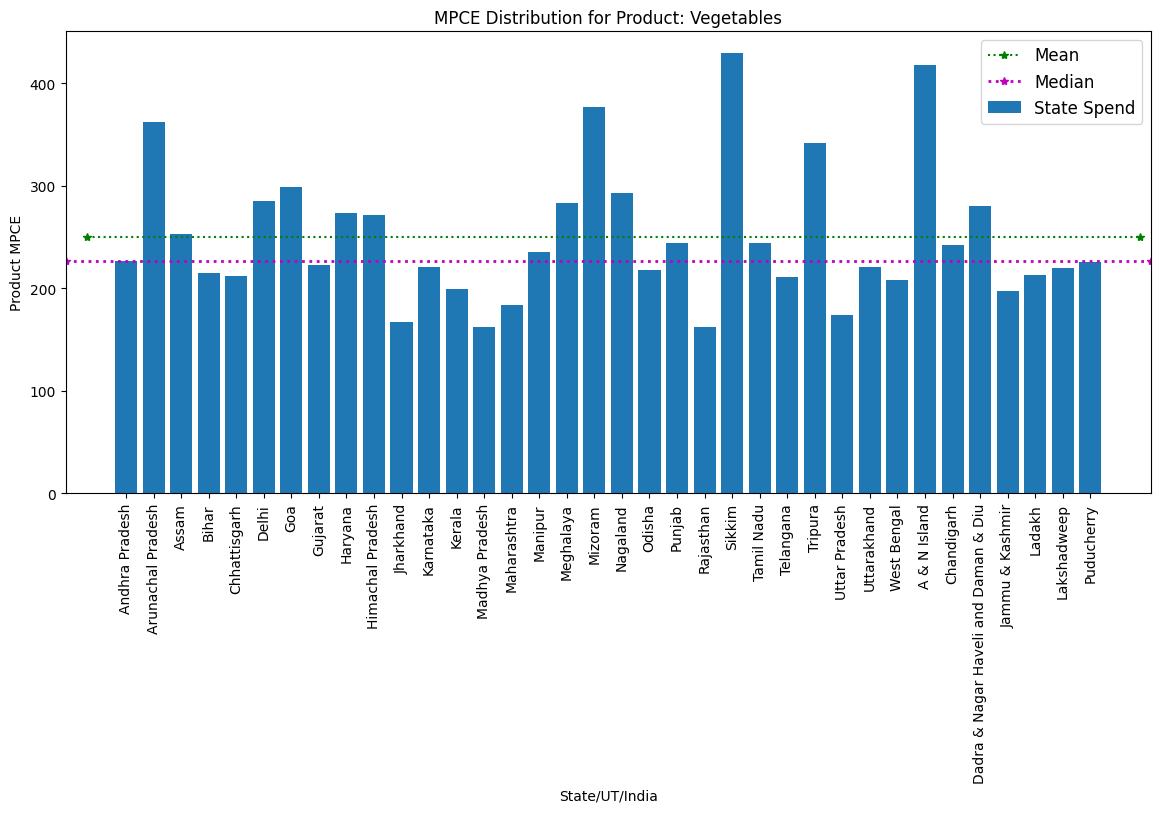 MPCE Distribution for Product: Vegetables
Mean
Median
State Spend
Product MPCE
400
300
200
100
0
Andhra Pradesh
Arunachal Pradesh
Assam
Bihar
Chhattisgarh
Delhi
Goa
Gujarat
Haryana
Himachal Pradesh
Jharkhand
Karnataka
Kerala
Madhya Pradesh
Maharashtra
Manipur
Meghalaya
Mizoram
Nagaland
Odisha
Punjab
Rajasthan
Sikkim
Tamil Nadu
Telangana
Tripura
Uttar Pradesh
Uttarakhand
West Bengal
A & N Island
Chandigarh
Dadra & Nagar Haveli and Daman & Diu
Jammu & Kashmir
Ladakh
Lakshadweep
Puducherry
State/UT/India